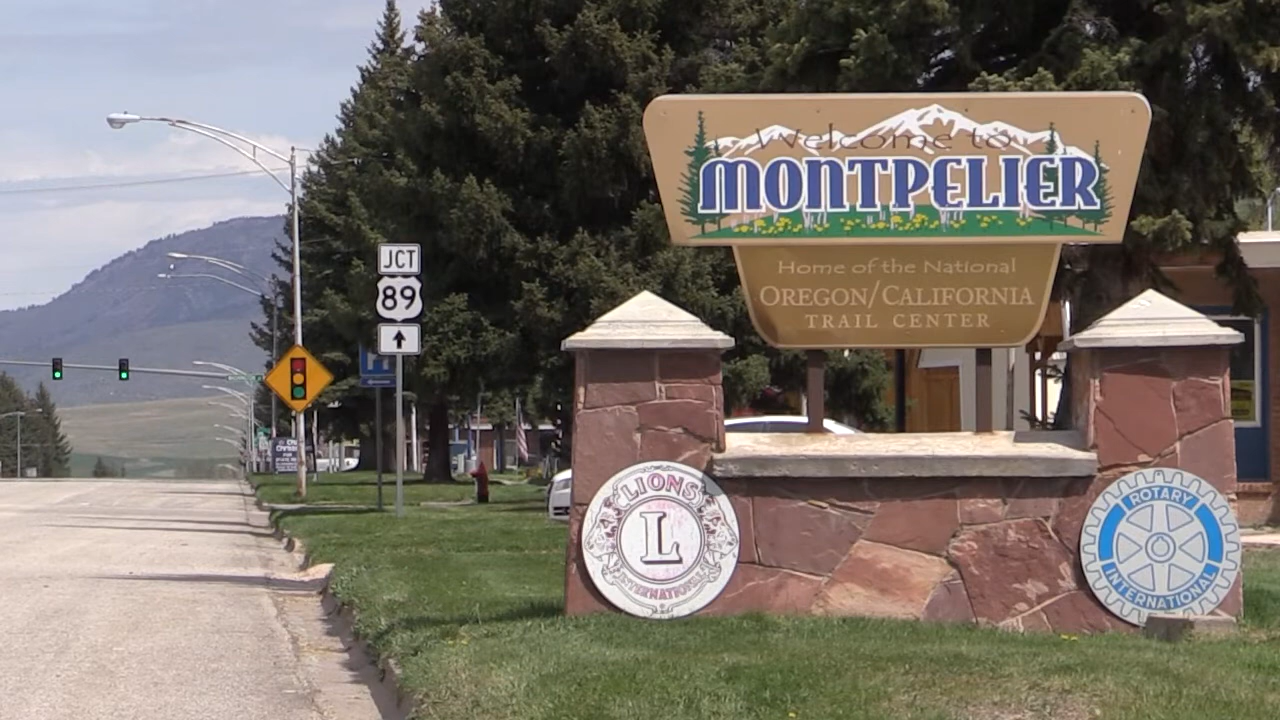 Welcome to
MONTPELIER
Home of the National
OREGON/CALIFORNIA
TRAIL CENTER
JCT
89
H
LIONS
L
INTERNATIONAL
ROTARY
INTERNATIONAL